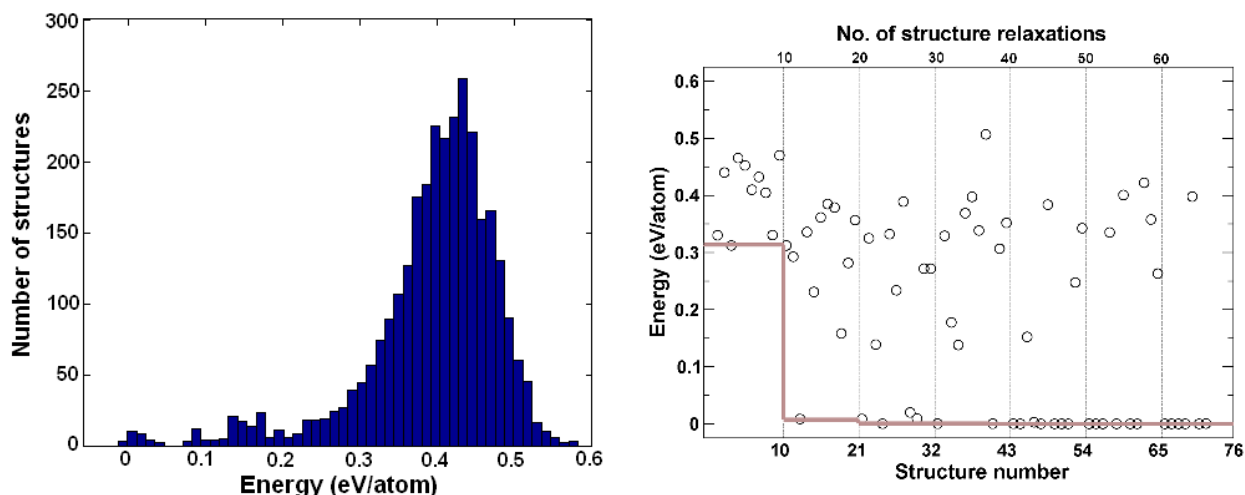 300
250
200
150
100
50
0
Number of structures
0 0.1 0.2 0.3 0.4 0.5 0.6
Energy (eV/atom)
No. of structure relaxations
10 20 30 40 50 60
0.6
0.5
0.4
0.3
0.2
0.1
0
Energy (eV/atom)
10 21 32 43 54 65 76
Structure number